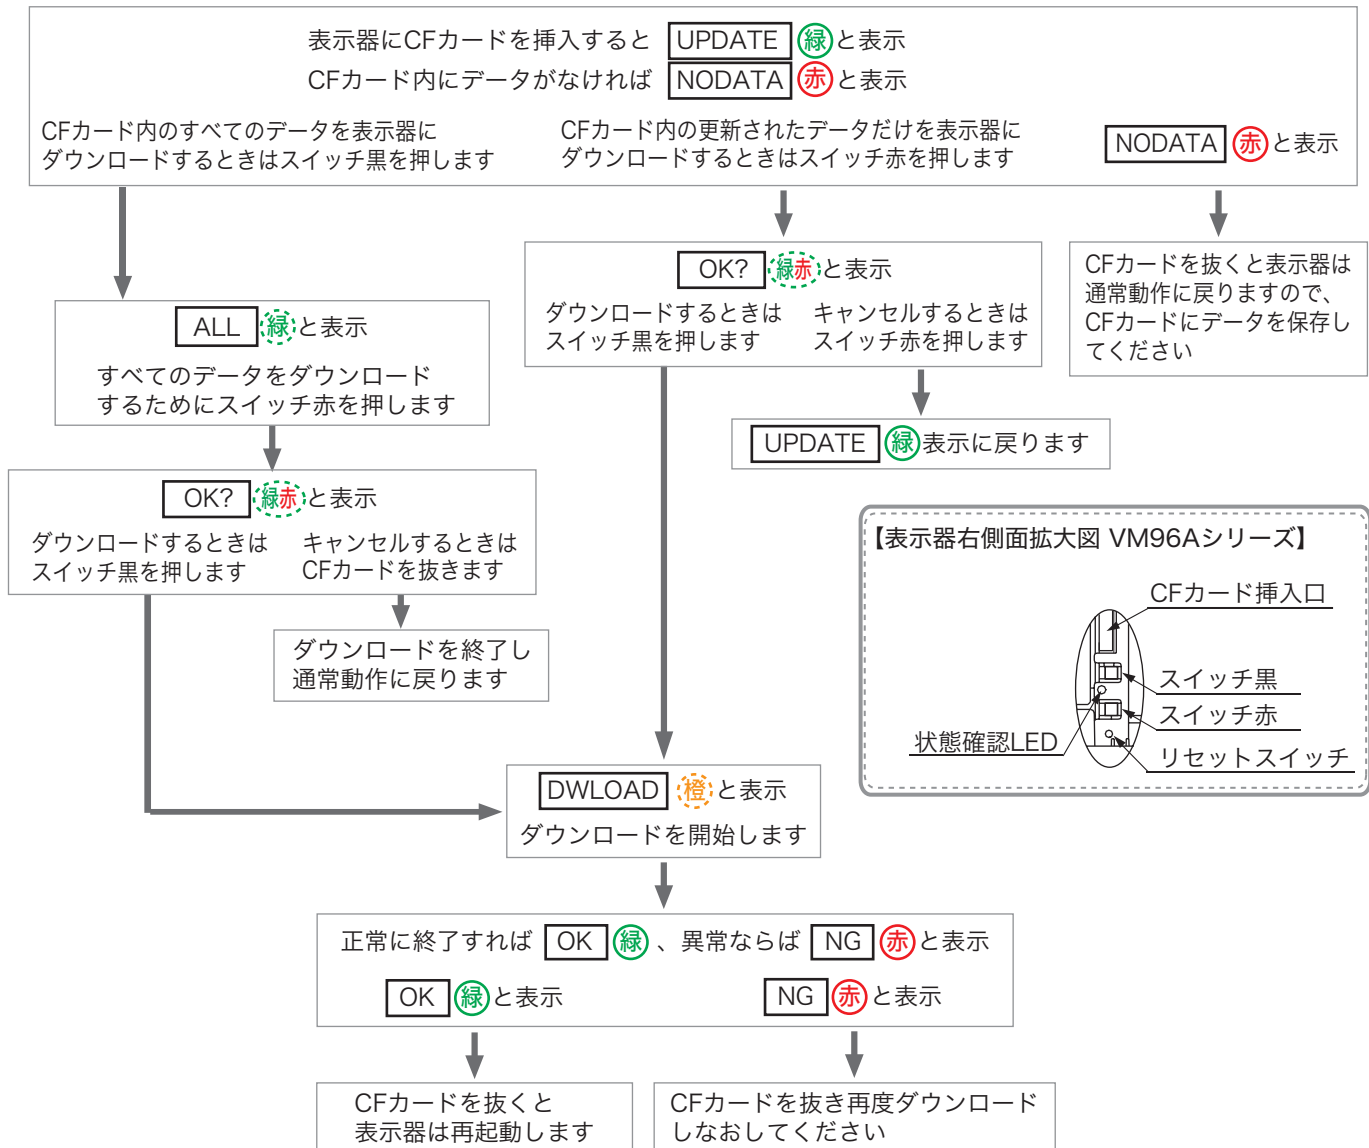 表示器にCFカードを挿入すると UPDATE 緑 と表示
CFカード内にデータがなければ NODATA 赤 と表示
CFカード内のすべてのデータを表示器に
ダウンロードするときはスイッチ黒を押します
CFカード内の更新されたデータだけを表示器に
ダウンロードするときはスイッチ赤を押します
NODATA 赤 と表示
ALL 緑 と表示
すべてのデータをダウンロード
するためにスイッチ赤を押します
OK? 緑赤 と表示
ダウンロードするときは
スイッチ黒を押します
キャンセルするときは
スイッチ赤を押します
CFカードを抜くと表示器は
通常動作に戻りますので、
CFカードにデータを保存し
てください
UPDATE 緑 表示に戻ります
OK? 緑赤 と表示
ダウンロードするときは
スイッチ黒を押します
キャンセルするときは
CFカードを抜きます
ダウンロードを終了し
通常動作に戻ります
【表示器右側面拡大図 VM96Aシリーズ】
CFカード挿入口
スイッチ黒
スイッチ赤
状態確認LED
リセットスイッチ
DWLOAD 橙 と表示
ダウンロードを開始します
正常に終了すれば OK 緑 、異常ならば NG 赤 と表示
OK 緑 と表示
NG 赤 と表示
CFカードを抜くと
表示器は再起動します
CFカードを抜き再度ダウンロード
しなおしてください